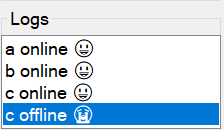 Logs
a online 😃
b online 😃
c online 😃
c offline 😭